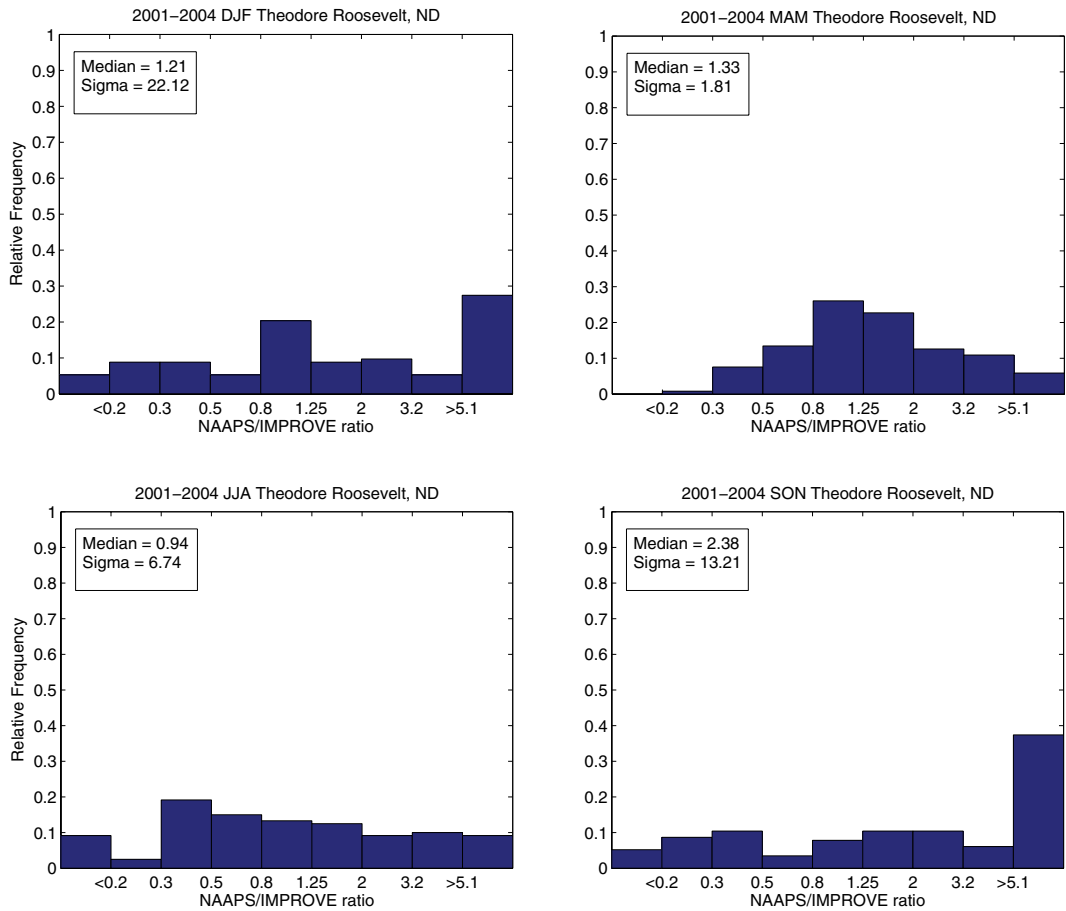 2001−2004 DJF Theodore Roosevelt, ND
Median = 1.21
Sigma = 22.12
Relative Frequency
1
0.9
0.8
0.7
0.6
0.5
0.4
0.3
0.2
0.1
0
<0.2 0.3 0.5 0.8 1.25 2 3.2 >5.1
NAAPS/IMPROVE ratio
2001−2004 MAM Theodore Roosevelt, ND
Median = 1.33
Sigma = 1.81
1
0.9
0.8
0.7
0.6
0.5
0.4
0.3
0.2
0.1
0
<0.2 0.3 0.5 0.8 1.25 2 3.2 >5.1
NAAPS/IMPROVE ratio
2001−2004 JJA Theodore Roosevelt, ND
Median = 0.94
Sigma = 6.74
Relative Frequency
1
0.9
0.8
0.7
0.6
0.5
0.4
0.3
0.2
0.1
0
<0.2 0.3 0.5 0.8 1.25 2 3.2 >5.1
NAAPS/IMPROVE ratio
2001−2004 SON Theodore Roosevelt, ND
Median = 2.38
Sigma = 13.21
1
0.9
0.8
0.7
0.6
0.5
0.4
0.3
0.2
0.1
0
<0.2 0.3 0.5 0.8 1.25 2 3.2 >5.1
NAAPS/IMPROVE ratio